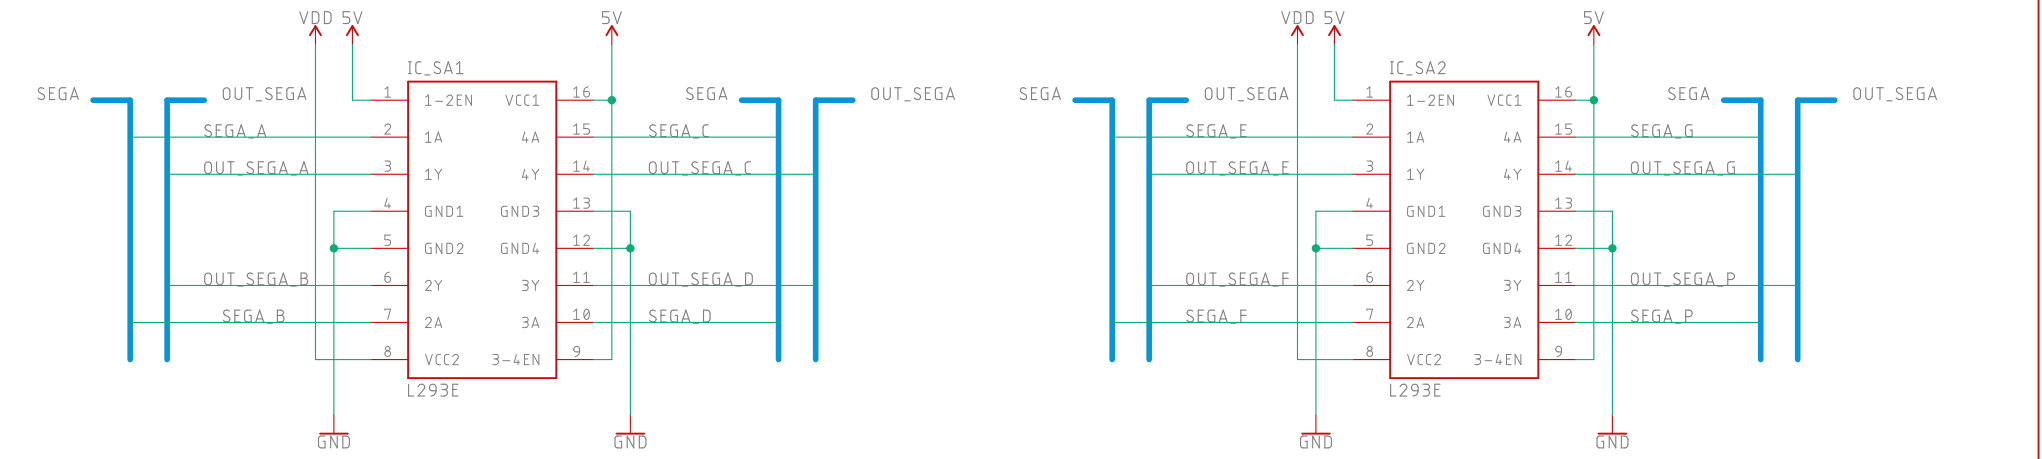 VDD 5V 5V VDD 5V 5V
IC_SA1 IC_SA2
SEGA OUT_SEGA 1 1-2EN VCC1 16 SEGA OUT_SEGA SEGA OUT_SEGA 1 1-2EN VCC1 16 SEGA OUT_SEGA
SEGA_A 2 1A 4A 15 SEGA_C SEGA_E 2 1A 4A 15 SEGA_G
OUT_SEGA_A 3 1Y 4Y 14 OUT_SEGA_C OUT_SEGA_E 3 1Y 4Y 14 OUT_SEGA_G
4 GND1 GND3 13 4 GND1 GND3 13
5 GND2 GND4 12 5 GND2 GND4 12
OUT_SEGA_B 6 2Y 3Y 11 OUT_SEGA_D OUT_SEGA_F 6 2Y 3Y 11 OUT_SEGA_P
SEGA_B 7 2A 3A 10 SEGA_D SEGA_F 7 2A 3A 10 SEGA_P
8 VCC2 3-4EN 9 8 VCC2 3-4EN 9
L293E L293E
GND GND GND GND